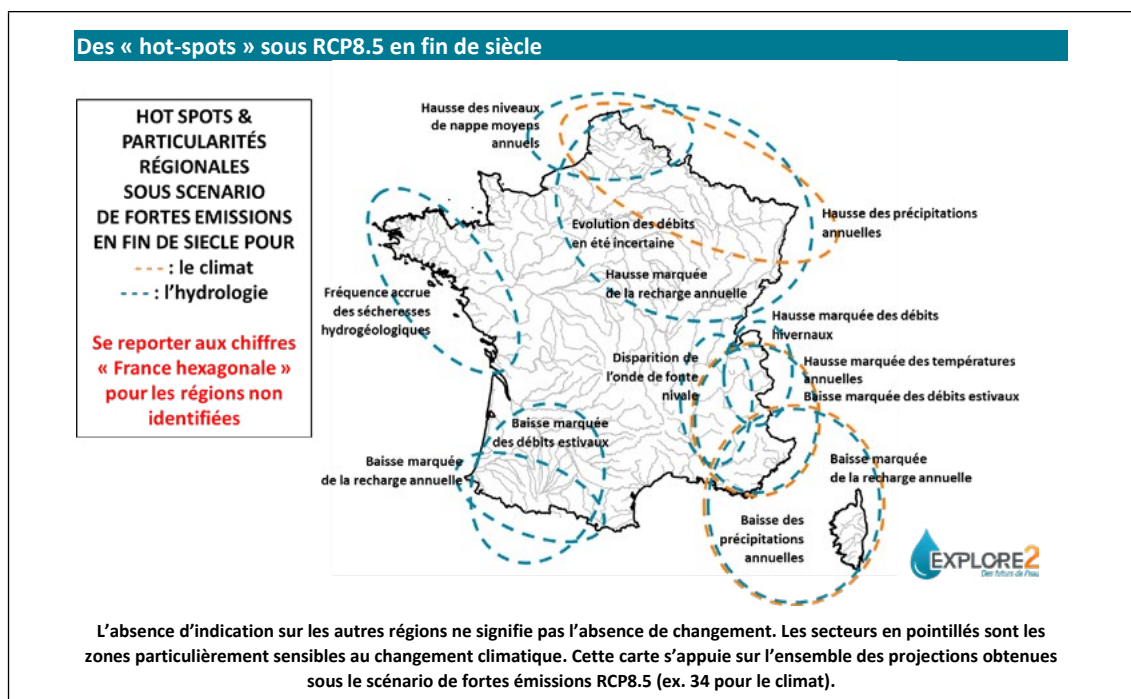 Des « hot-spots » sous RCP8.5 en fin de siècle
HOT SPOTS &
PARTICULARITÉS
RÉGIONALES
SOUS SCENARIO
DE FORTES EMISSIONS
EN FIN DE SIECLE POUR
--- : le climat
--- : l'hydrologie
Se reporter aux chiffres
« France hexagonale »
pour les régions non
identifiées
Hausse des niveaux
de nappe moyens
annuels
Hausse des précipitations
annuelles
Evolution des débits
en été incertaine
Hausse marquée
de la recharge annuelle
Fréquence accrue
des sécheresses
hydrogéologiques
Hausse marquée des débits
hivernaux
Disparition de
l'onde de fonte
nivale
Hausse marquée des températures
annuelles
Baisse marquée des débits estivaux
Baisse marquée
des débits estivaux
Baisse marquée
de la recharge annuelle
Baisse marquée
de la recharge annuelle
Baisse des
précipitations
annuelles
EXPLORE2
Des futurs de l'eau
L'absence d'indication sur les autres régions ne signifie pas l'absence de changement. Les secteurs en pointillés sont les
zones particulièrement sensibles au changement climatique. Cette carte s'appuie sur l'ensemble des projections obtenues
sous le scénario de fortes émissions RCP8.5 (ex. 34 pour le climat).